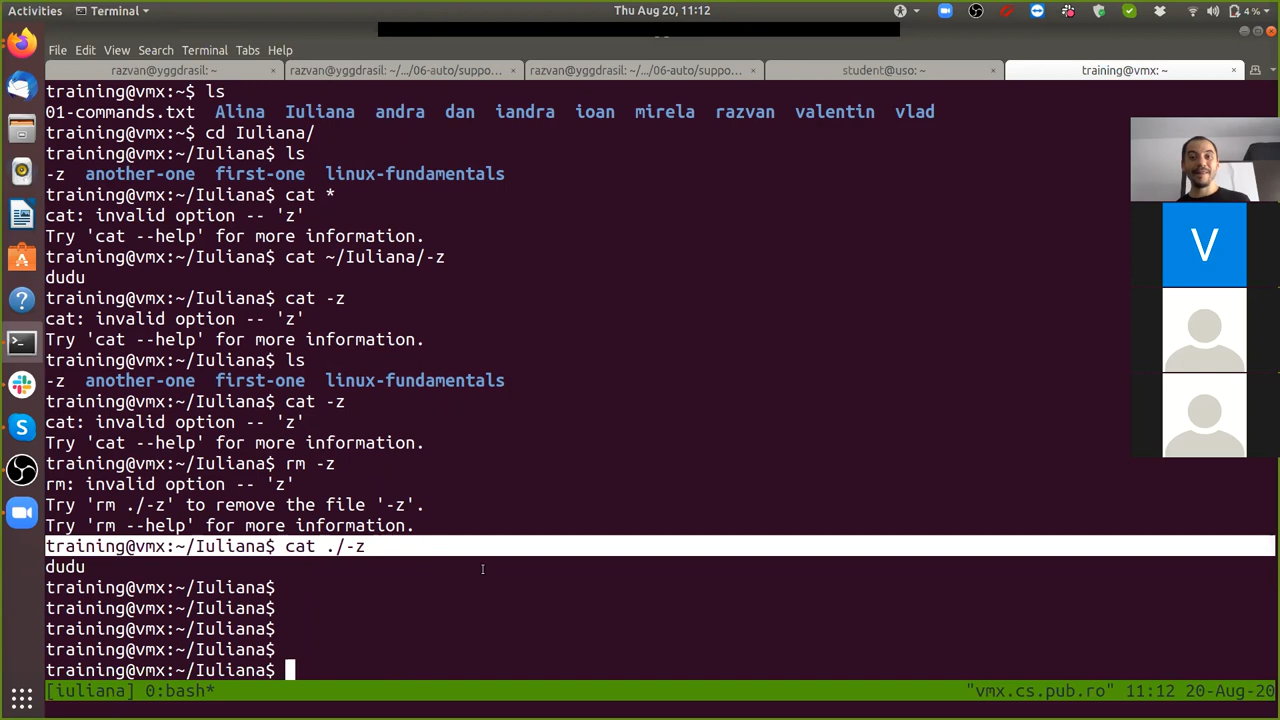 Activities Terminal Thu Aug 20, 11:12 4%
File Edit View Search Terminal Tabs Help
razvan@yggdrasil: ~ × razvan@yggdrasil: ~/.../06-auto/suppo... × razvan@yggdrasil: ~/.../06-auto/suppo... × student@uso: ~ × training@vmx: ~ ×
training@vmx:~$ ls
01-commands.txt Alina Iuliana andra dan iandra ioan mirela razvan valentin vlad
training@vmx:~$ cd Iuliana/
training@vmx:~/Iuliana$ ls
-z another-one first-one linux-fundamentals
training@vmx:~/Iuliana$ cat *
cat: invalid option -- 'z'
Try 'cat --help' for more information.
training@vmx:~/Iuliana$ cat ~/Iuliana/-z
dudu
training@vmx:~/Iuliana$ cat -z
cat: invalid option -- 'z'
Try 'cat --help' for more information.
training@vmx:~/Iuliana$ ls
-z another-one first-one linux-fundamentals
training@vmx:~/Iuliana$ cat -z
cat: invalid option -- 'z'
Try 'cat --help' for more information.
training@vmx:~/Iuliana$ rm -z
rm: invalid option -- 'z'
Try 'rm ./-z' to remove the file '-z'.
Try 'rm --help' for more information.
training@vmx:~/Iuliana$ cat ./-z
dudu
training@vmx:~/Iuliana$
training@vmx:~/Iuliana$
training@vmx:~/Iuliana$
training@vmx:~/Iuliana$
training@vmx:~/Iuliana$
[iuliana] 0:bash* "vmx.cs.pub.ro" 11:12 20-Aug-20
V